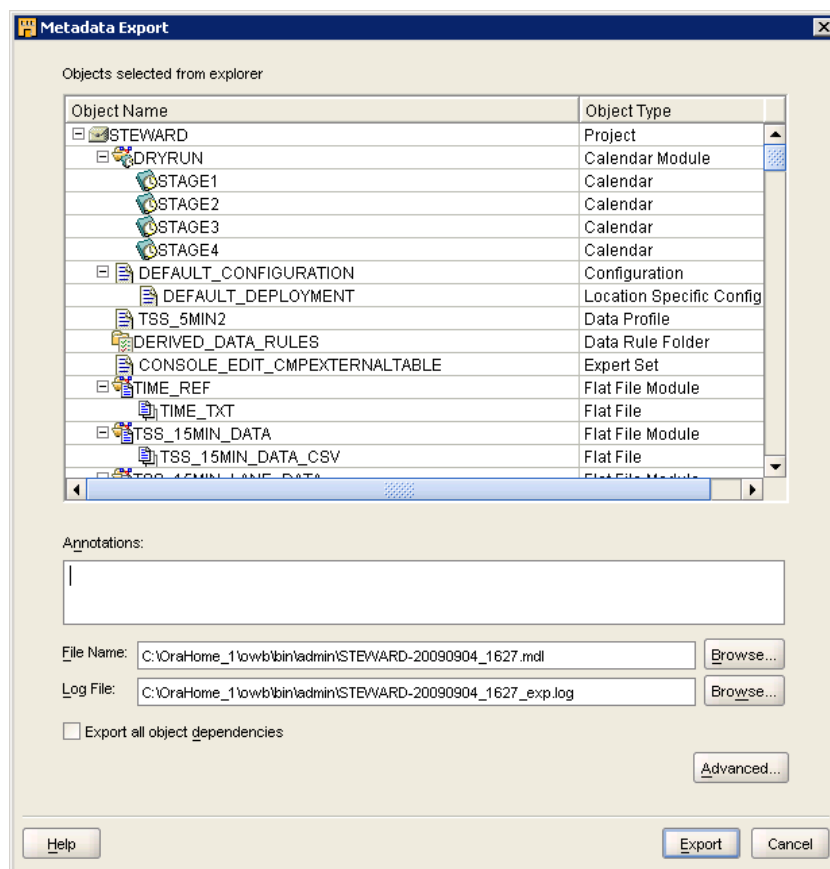 Metadata Export
Objects selected from explorer
Object Name Object Type
STEWARD Project
DRYRUN Calendar Module
STAGE1 Calendar
STAGE2 Calendar
STAGE3 Calendar
STAGE4 Calendar
DEFAULT_CONFIGURATION Configuration
DEFAULT_DEPLOYMENT Location Specific Config
TSS_5MIN2 Data Profile
DERIVED_DATA_RULES Data Rule Folder
CONSOLE_EDIT_CMPEXTERNALTABLE Expert Set
TIME_REF Flat File Module
TIME_TXT Flat File
TSS_15MIN_DATA Flat File Module
TSS_15MIN_DATA_CSV Flat File
TSS_15MIN_LANE_DATA Flat File Module
Annotations:
File Name: C:\OraHome_1\owb\bin\admin\STEWARD-20090904_1627.mdl Browse...
Log File: C:\OraHome_1\owb\bin\admin\STEWARD-20090904_1627_exp.log Browse...
Export all object dependencies
Advanced...
Help Export Cancel